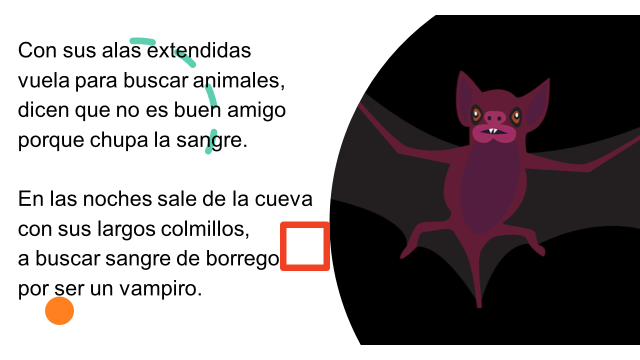 Con sus alas extendidas
vuela para buscar animales,
dicen que no es buen amigo
porque chupa la sangre.
En las noches sale de la cueva
con sus largos colmillos,
a buscar sangre de borrego
por ser un vampiro.